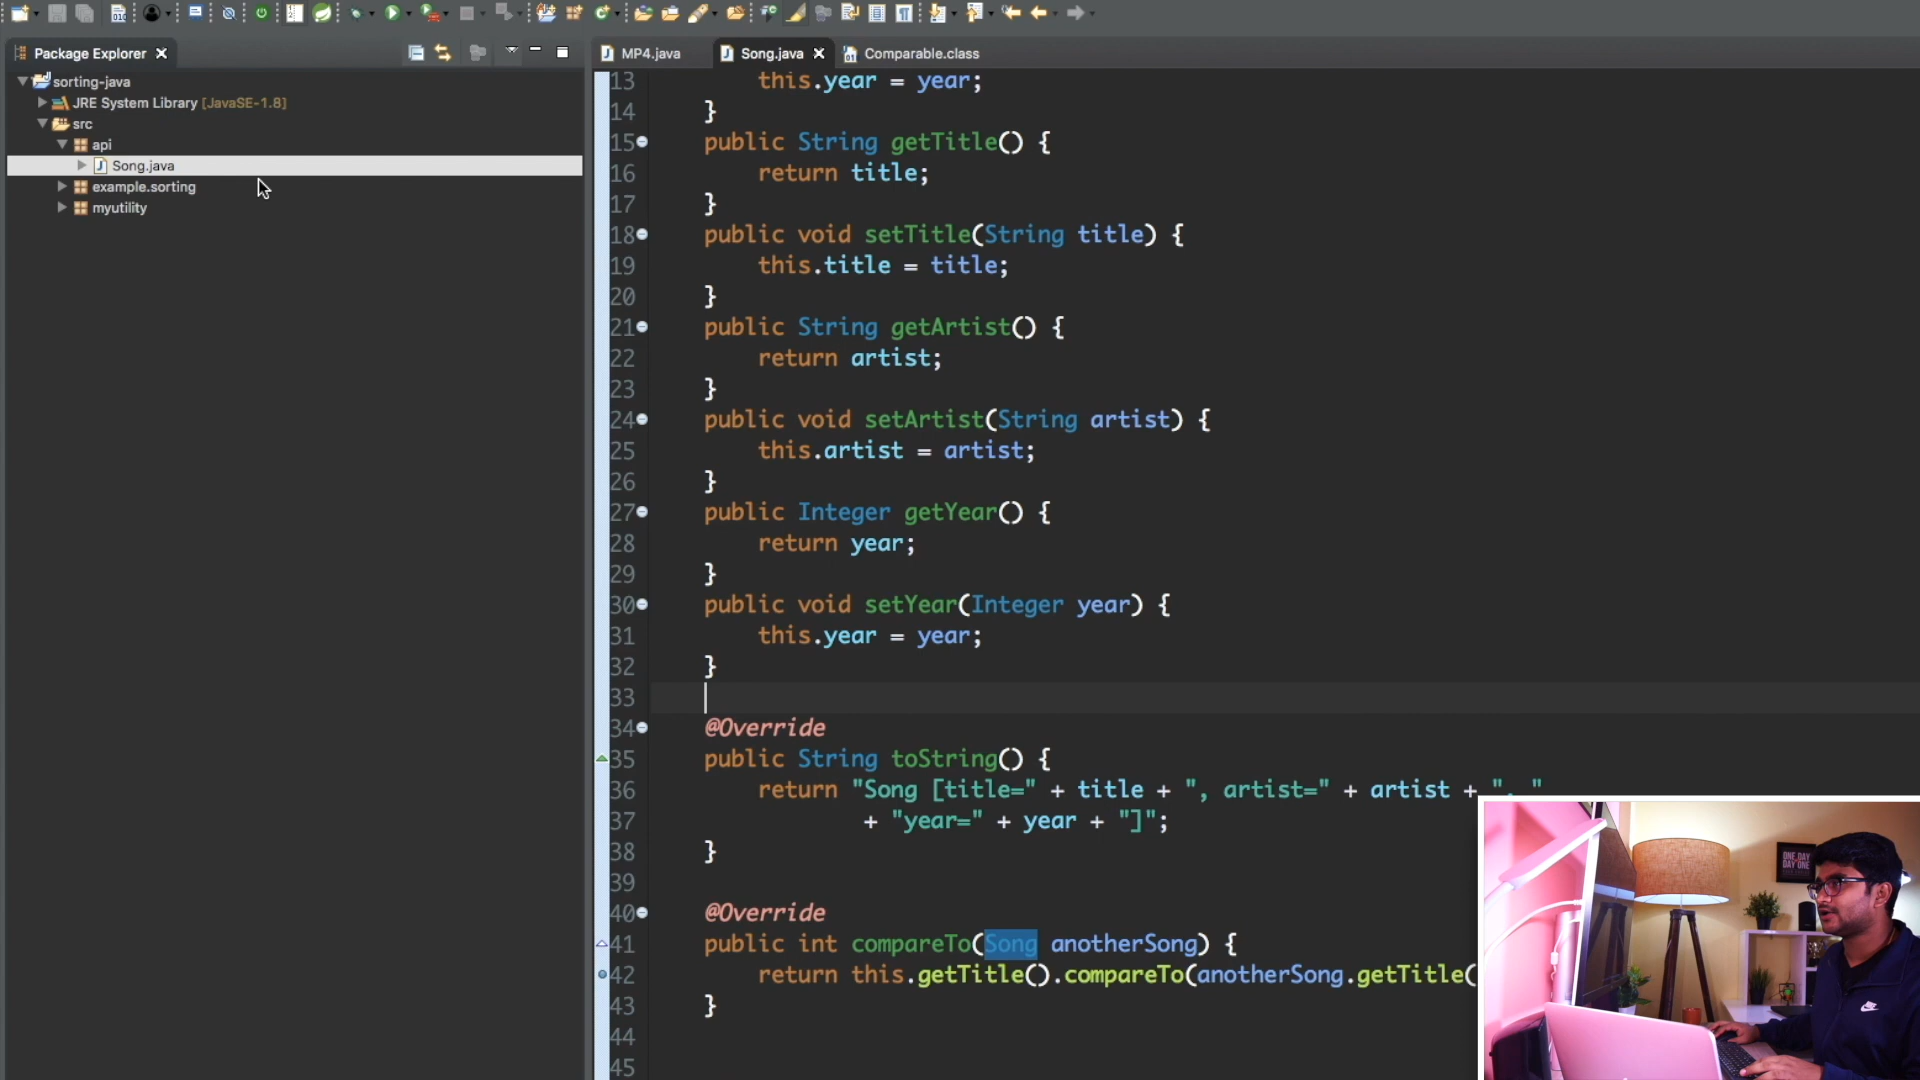 Package Explorer
MP4.java
Song.java
Comparable.class
sorting-java
JRE System Library [JavaSE-1.8]
src
api
Song.java
example.sorting
myutility
13 this.year = year;
14 }
15 public String getTitle() {
16 return title;
17 }
18 public void setTitle(String title) {
19 this.title = title;
20 }
21 public String getArtist() {
22 return artist;
23 }
24 public void setArtist(String artist) {
25 this.artist = artist;
26 }
27 public Integer getYear() {
28 return year;
29 }
30 public void setYear(Integer year) {
31 this.year = year;
32 }
33
34 @Override
35 public String toString() {
36 return "Song [title=" + title + ", artist=" + artist + ", "
37 + "year=" + year + "]";
38 }
39
40 @Override
41 public int compareTo(Song anotherSong) {
42 return this.getTitle().compareTo(anotherSong.getTitle(
43 }
44
45
ONE DAY
DAY ONE